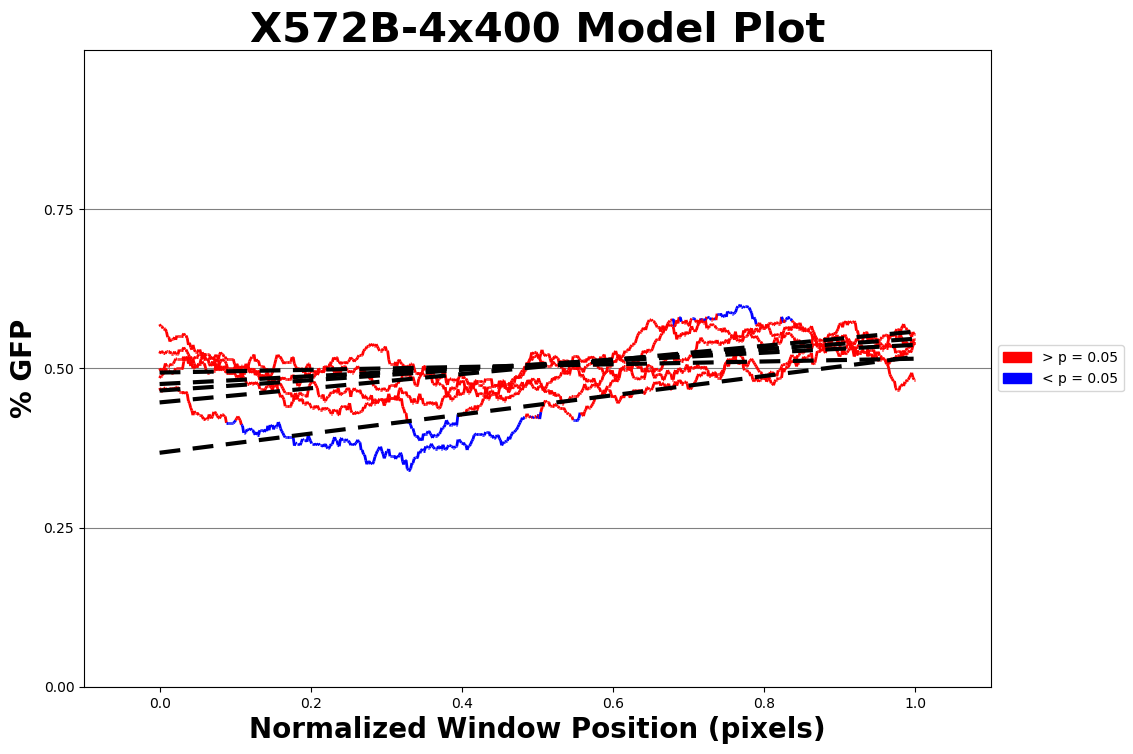 X572B-4x400 Model Plot
% GFP
0.75
0.50
0.25
0.00
0.0 0.2 0.4 0.6 0.8 1.0
Normalized Window Position (pixels)
> p = 0.05
< p = 0.05